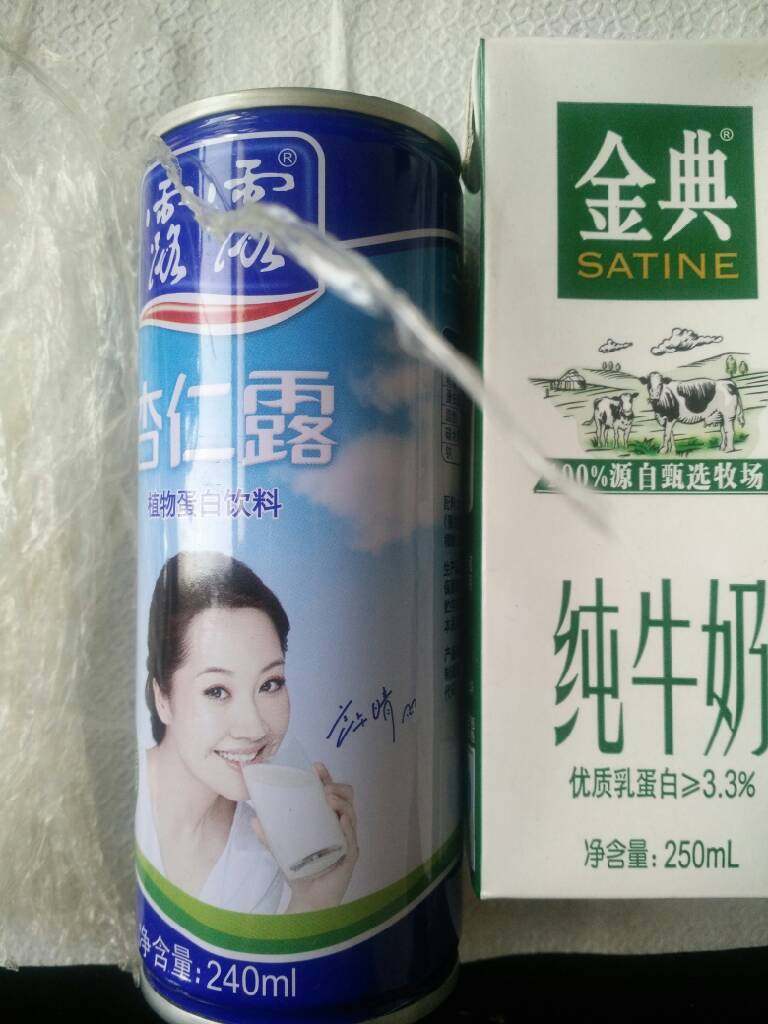 露露®
杏仁露
植物蛋白饮料
净含量:240ml
金典®
SATINE
100%源自甄选牧场
纯牛奶
优质乳蛋白≥3.3%
净含量:250mL